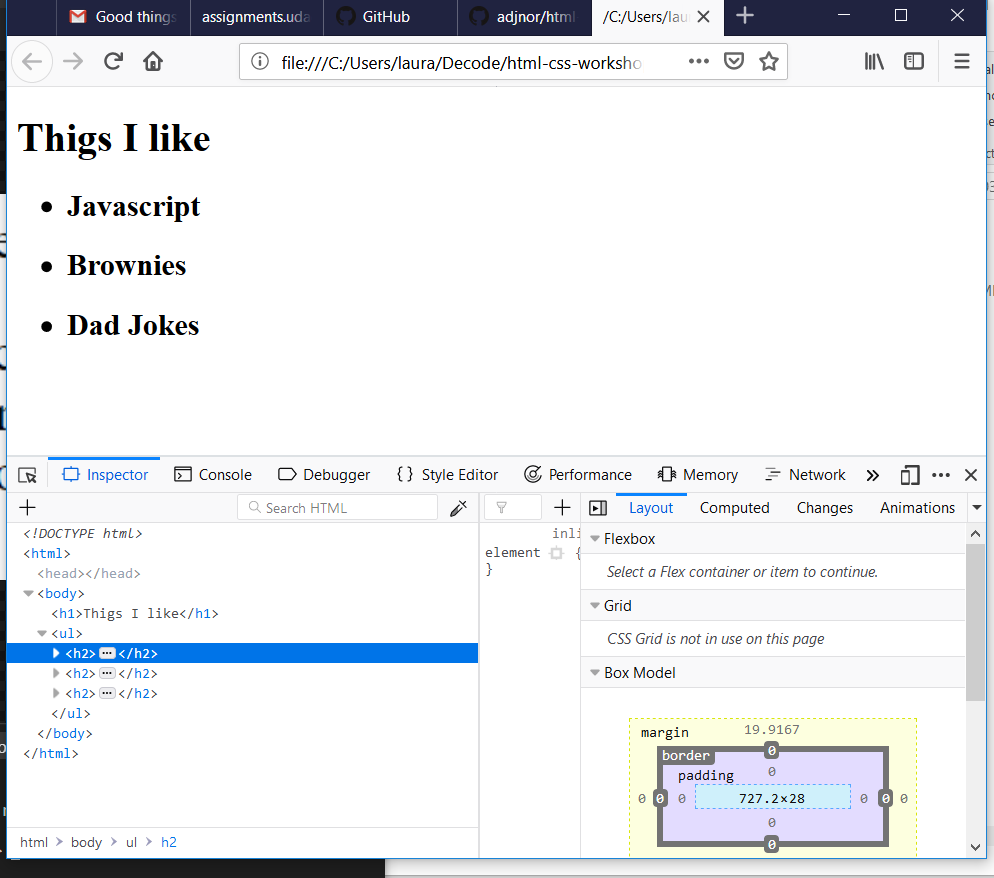 Good things
assignments.uda
GitHub
adjnor/html
/C:/Users/lau
file:///C:/Users/laura/Decode/html-css-worksho
Thigs I like
Javascript
Brownies
Dad Jokes
Inspector
Console
Debugger
{} Style Editor
Performance
Memory
Network
Search HTML
Layout
Computed
Changes
Animations
<!DOCTYPE html>
<html>
<head></head>
<body>
<h1>Thigs I like</h1>
<ul>
<h2>…</h2>
<h2>…</h2>
<h2>…</h2>
</ul>
</body>
</html>
html > body > ul > h2
inli
element {
}
Flexbox
Select a Flex container or item to continue.
Grid
CSS Grid is not in use on this page
Box Model
margin 19.9167
border 0
padding 0
0 0 0 727.2×28 0 0 0
0
0